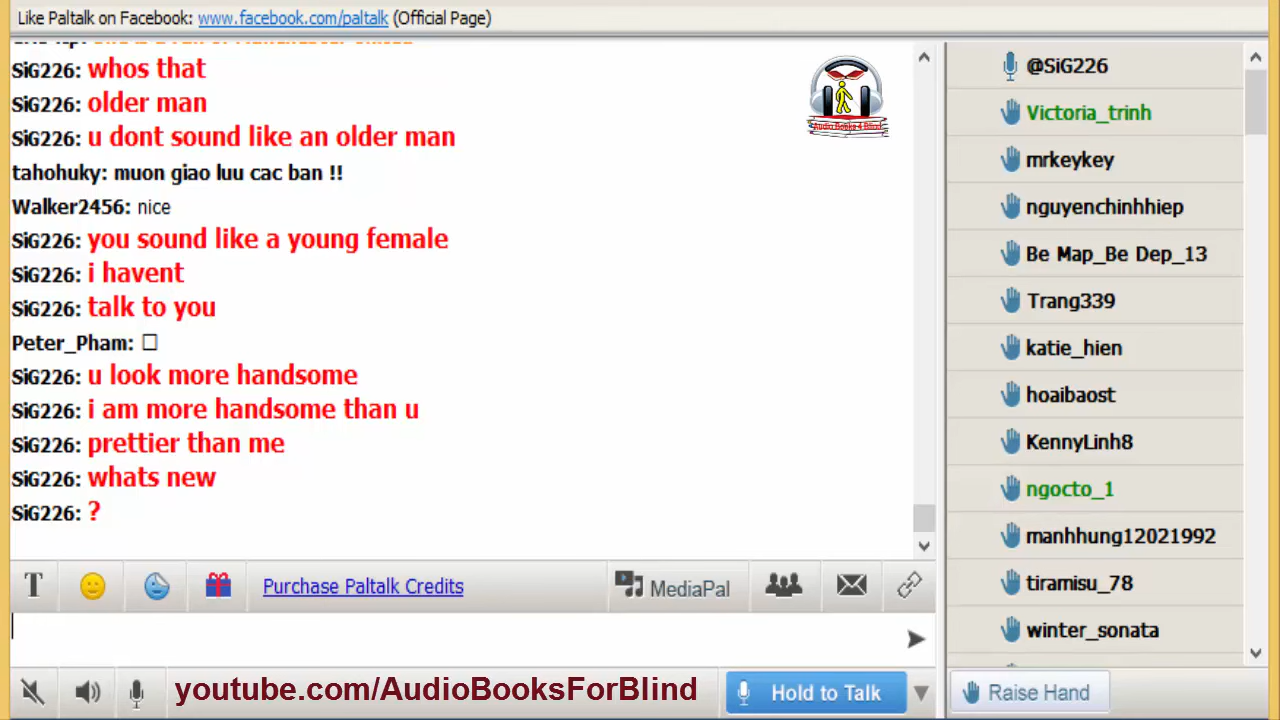 Like Paltalk on Facebook: www.facebook.com/paltalk (Official Page)
SiG226: whos that
SiG226: older man
SiG226: u dont sound like an older man
tahohuky: muon giao luu cac ban !!
Walker2456: nice
SiG226: you sound like a young female
SiG226: i havent
SiG226: talk to you
Peter_Pham: □
SiG226: u look more handsome
SiG226: i am more handsome than u
SiG226: prettier than me
SiG226: whats new
SiG226: ?
Audio Books 4 Blind
@SiG226
Victoria_trinh
mrkeykey
nguyenchinhhiep
Be Map_Be Dep_13
Trang339
katie_hien
hoaibaost
KennyLinh8
ngocto_1
manhhung12021992
tiramisu_78
winter_sonata
T
Purchase Paltalk Credits
MediaPal
youtube.com/AudioBooksForBlind
Hold to Talk
Raise Hand